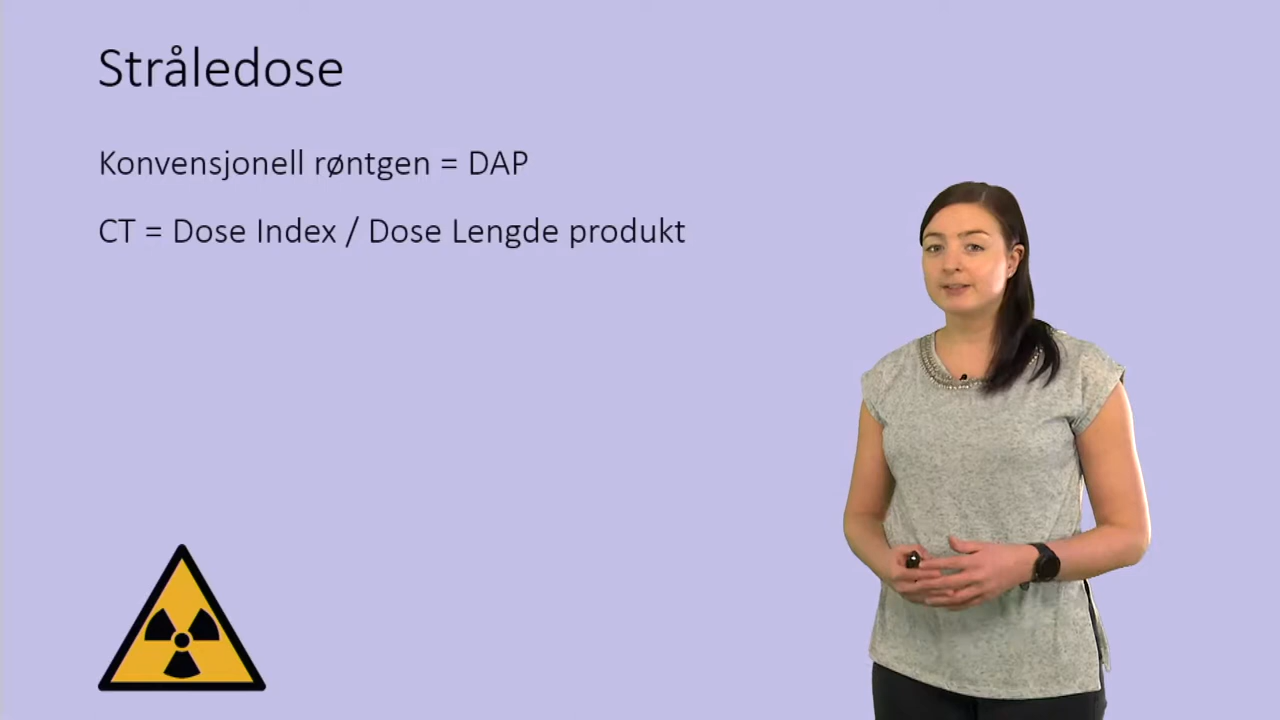 Stråledose
Konvensjonell røntgen = DAP
CT = Dose Index / Dose Lengde produkt